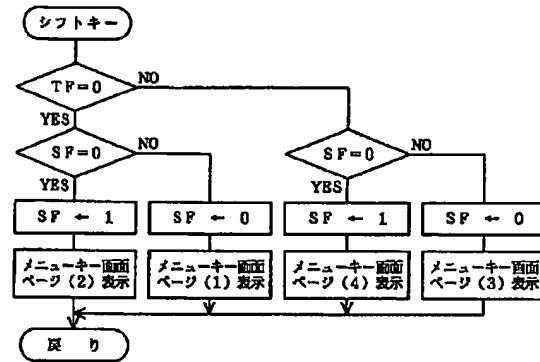 シフトキー
TF=0
NO
YES
SF=0
NO
SF=0
NO
YES
YES
SF ← 1
SF ← 0
SF ← 1
SF ← 0
メニューキー画面
ページ(2)表示
メニューキー画面
ページ(1)表示
メニューキー画面
ページ(4)表示
メニューキー画面
ページ(3)表示
戻 り